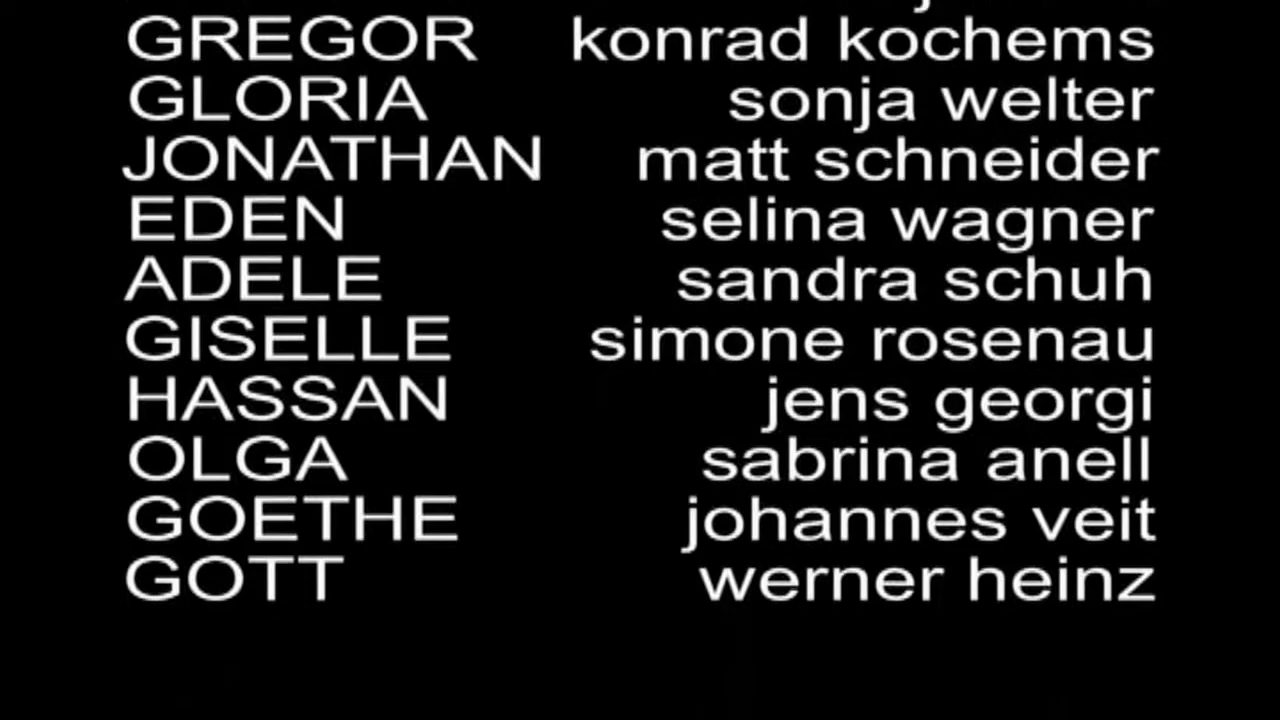 GREGOR konrad kochems
GLORIA sonja welter
JONATHAN matt schneider
EDEN selina wagner
ADELE sandra schuh
GISELLE simone rosenau
HASSAN jens georgi
OLGA sabrina anell
GOETHE johannes veit
GOTT werner heinz